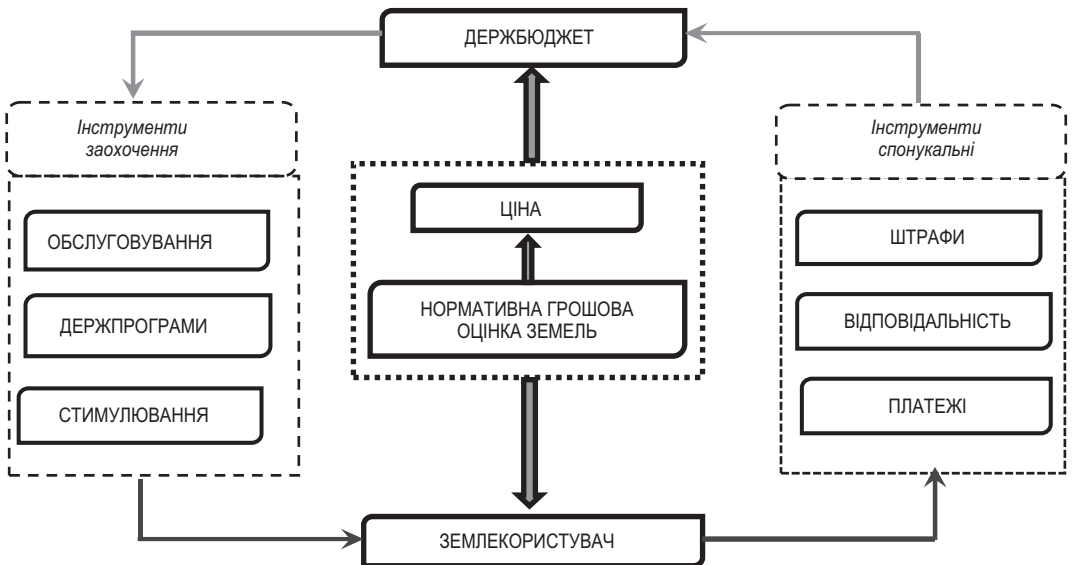 ДЕРЖБЮДЖЕТ
Інструменти
заохочення
ОБСЛУГОВУВАННЯ
ДЕРЖПРОГРАМИ
СТИМУЛЮВАННЯ
ЦІНА
НОРМАТИВНА ГРОШОВА
ОЦІНКА ЗЕМЕЛЬ
Інструменти
спонукальні
ШТРАФИ
ВІДПОВІДАЛЬНІСТЬ
ПЛАТЕЖІ
ЗЕМЛЕКОРИСТУВАЧ